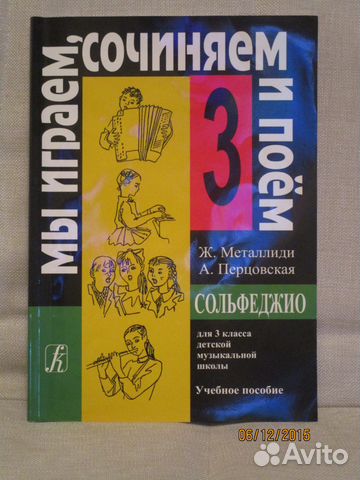 Мы играем,
сочиняем
и поём
3
Ж. Металлиди
А. Перцовская
СОЛЬФЕДЖИО
для 3 класса
детской
музыкальной
школы
Учебное пособие
06/12/2015
Avito